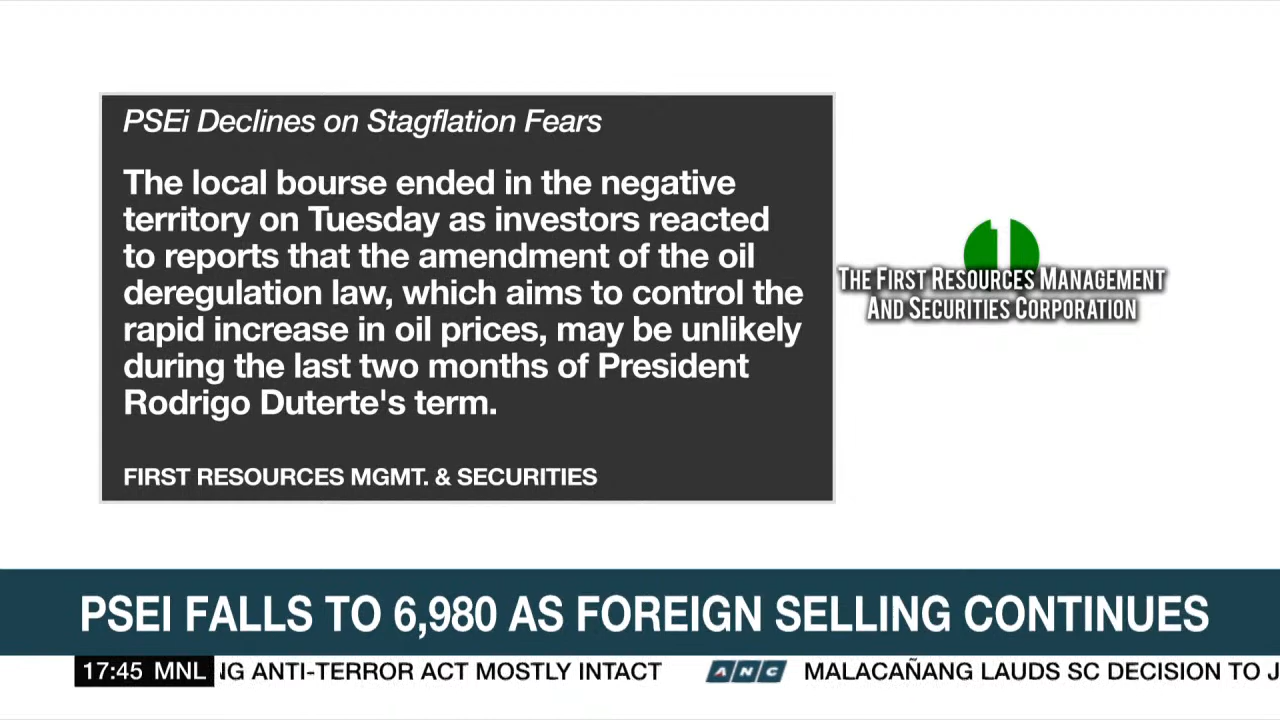 PSEi Declines on Stagflation Fears
The local bourse ended in the negative
territory on Tuesday as investors reacted
to reports that the amendment of the oil
deregulation law, which aims to control the
rapid increase in oil prices, may be unlikely
during the last two months of President
Rodrigo Duterte's term.
FIRST RESOURCES MGMT. & SECURITIES
1
THE FIRST RESOURCES MANAGEMENT
AND SECURITIES CORPORATION
PSEI FALLS TO 6,980 AS FOREIGN SELLING CONTINUES
17:45 MNL G ANTI-TERROR ACT MOSTLY INTACT ANC MALACAÑANG LAUDS SC DECISION TO